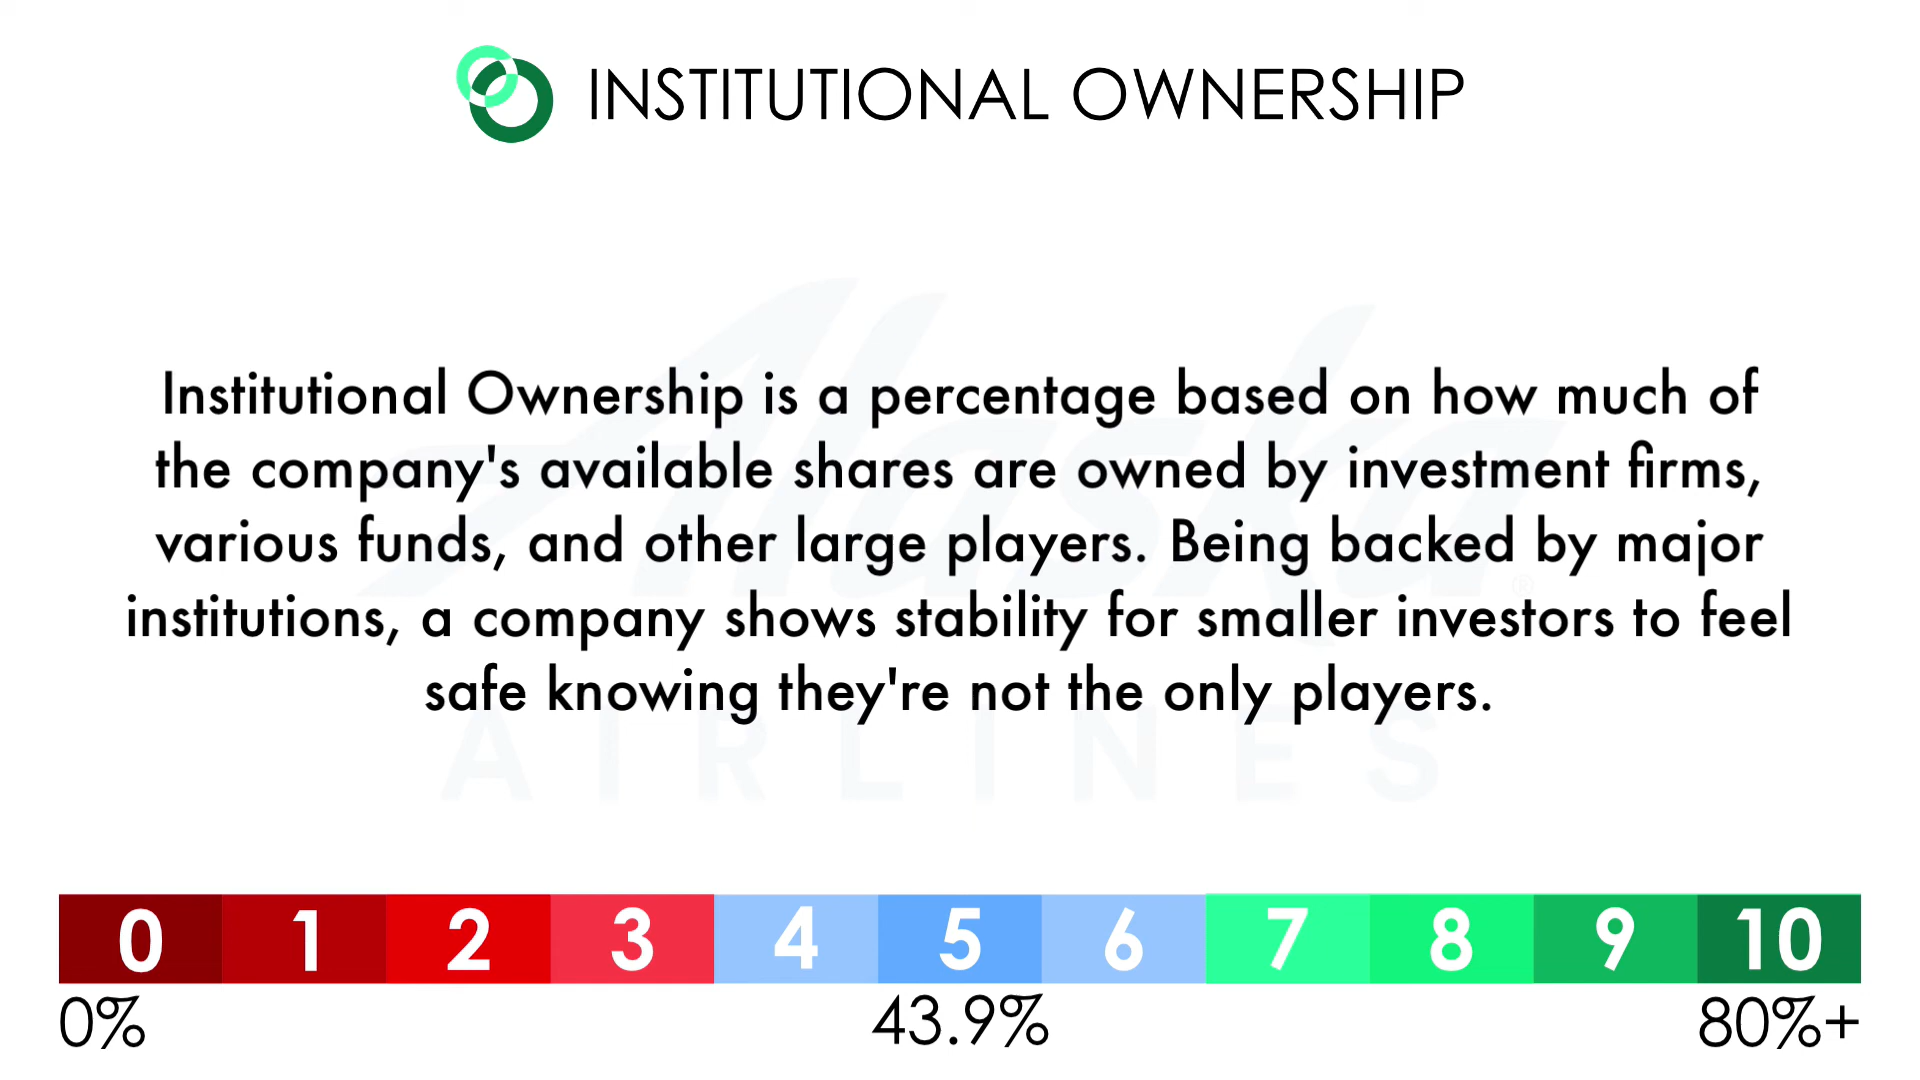 INSTITUTIONAL OWNERSHIP
Institutional Ownership is a percentage based on how much of
the company's available shares are owned by investment firms,
various funds, and other large players. Being backed by major
institutions, a company shows stability for smaller investors to feel
safe knowing they're not the only players.
Alaska®
AIRLINES
0 1 2 3 4 5 6 7 8 9 10
0% 43.9% 80%+